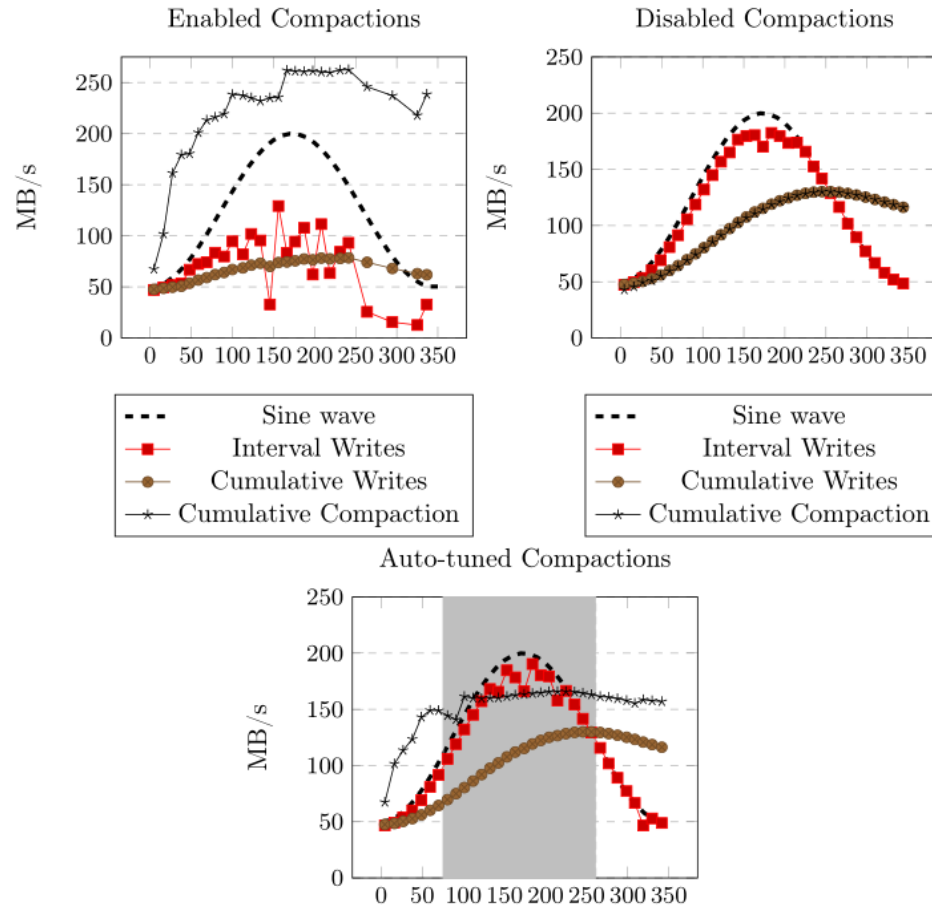 Enabled Compactions
MB/s
250
200
150
100
50
0
0 50 100 150 200 250 300 350
Disabled Compactions
MB/s
250
200
150
100
50
0
0 50 100 150 200 250 300 350
Sine wave
Interval Writes
Cumulative Writes
Cumulative Compaction
Sine wave
Interval Writes
Cumulative Writes
Cumulative Compaction
Auto-tuned Compactions
MB/s
250
200
150
100
50
0
0 50 100 150 200 250 300 350